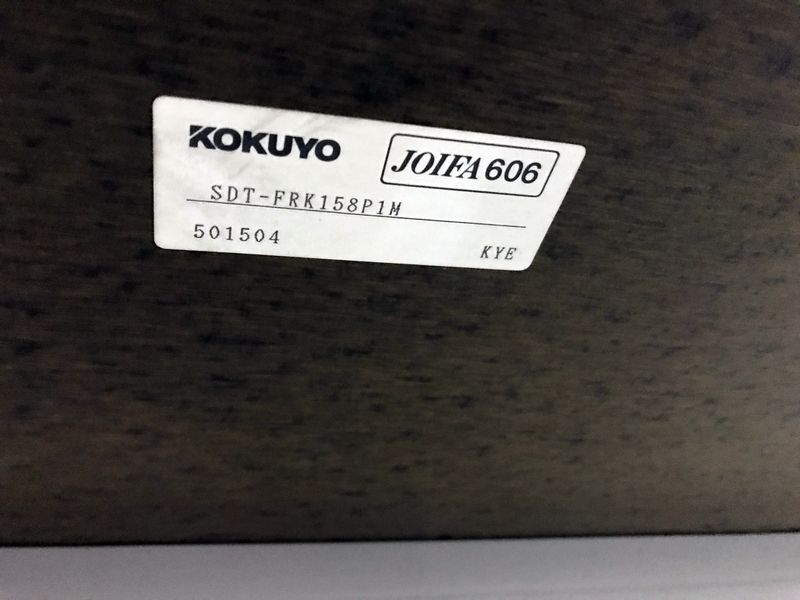 KOKUYO
JOIFA 606
SDT-FRK158P1M
501504
KYE